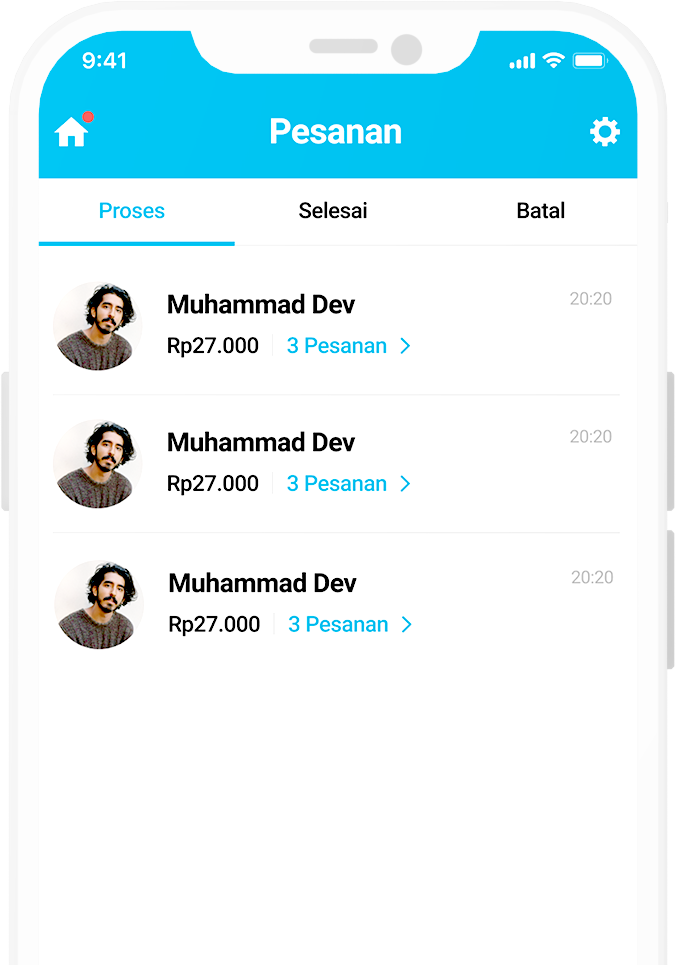 9:41
Pesanan
Proses Selesai Batal
Muhammad Dev 20:20
Rp27.000 3 Pesanan
Muhammad Dev 20:20
Rp27.000 3 Pesanan
Muhammad Dev 20:20
Rp27.000 3 Pesanan